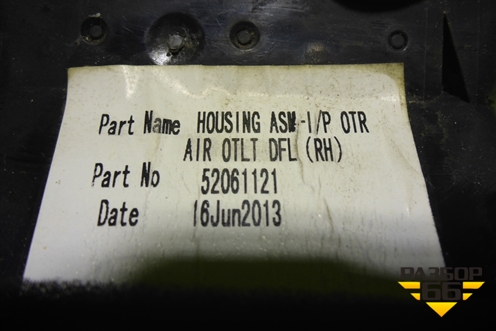 Part Name HOUSING ASM-I/P OTR
AIR OTLT DFL (RH)
Part No 52061121
Date 16Jun2013
РАЗБОР
66